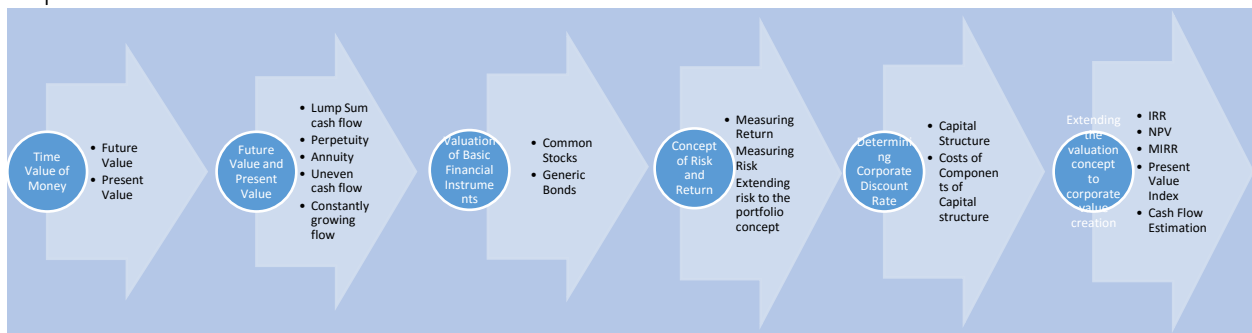 Time
Value of
Money
• Future
Value
• Present
Value
Future
Value and
Present
Value
• Lump Sum
cash flow
• Perpetuity
• Annuity
• Uneven
cash flow
• Constantly
growing
flow
Valuation
of Basic
Financial
Instrume
nts
• Common
Stocks
• Generic
Bonds
Concept
of Risk
and
Return
• Measuring
Return
Measuring
Risk
Extending
risk to the
portfolio
concept
Determini
ng
Corporate
Discount
Rate
• Capital
Structure
• Costs of
Componen
ts of
Capital
structure
Extending
the
valuation
concept
to
corporate
value
creation
• IRR
• NPV
• MIRR
• Present
Value
Index
• Cash Flow
Estimation